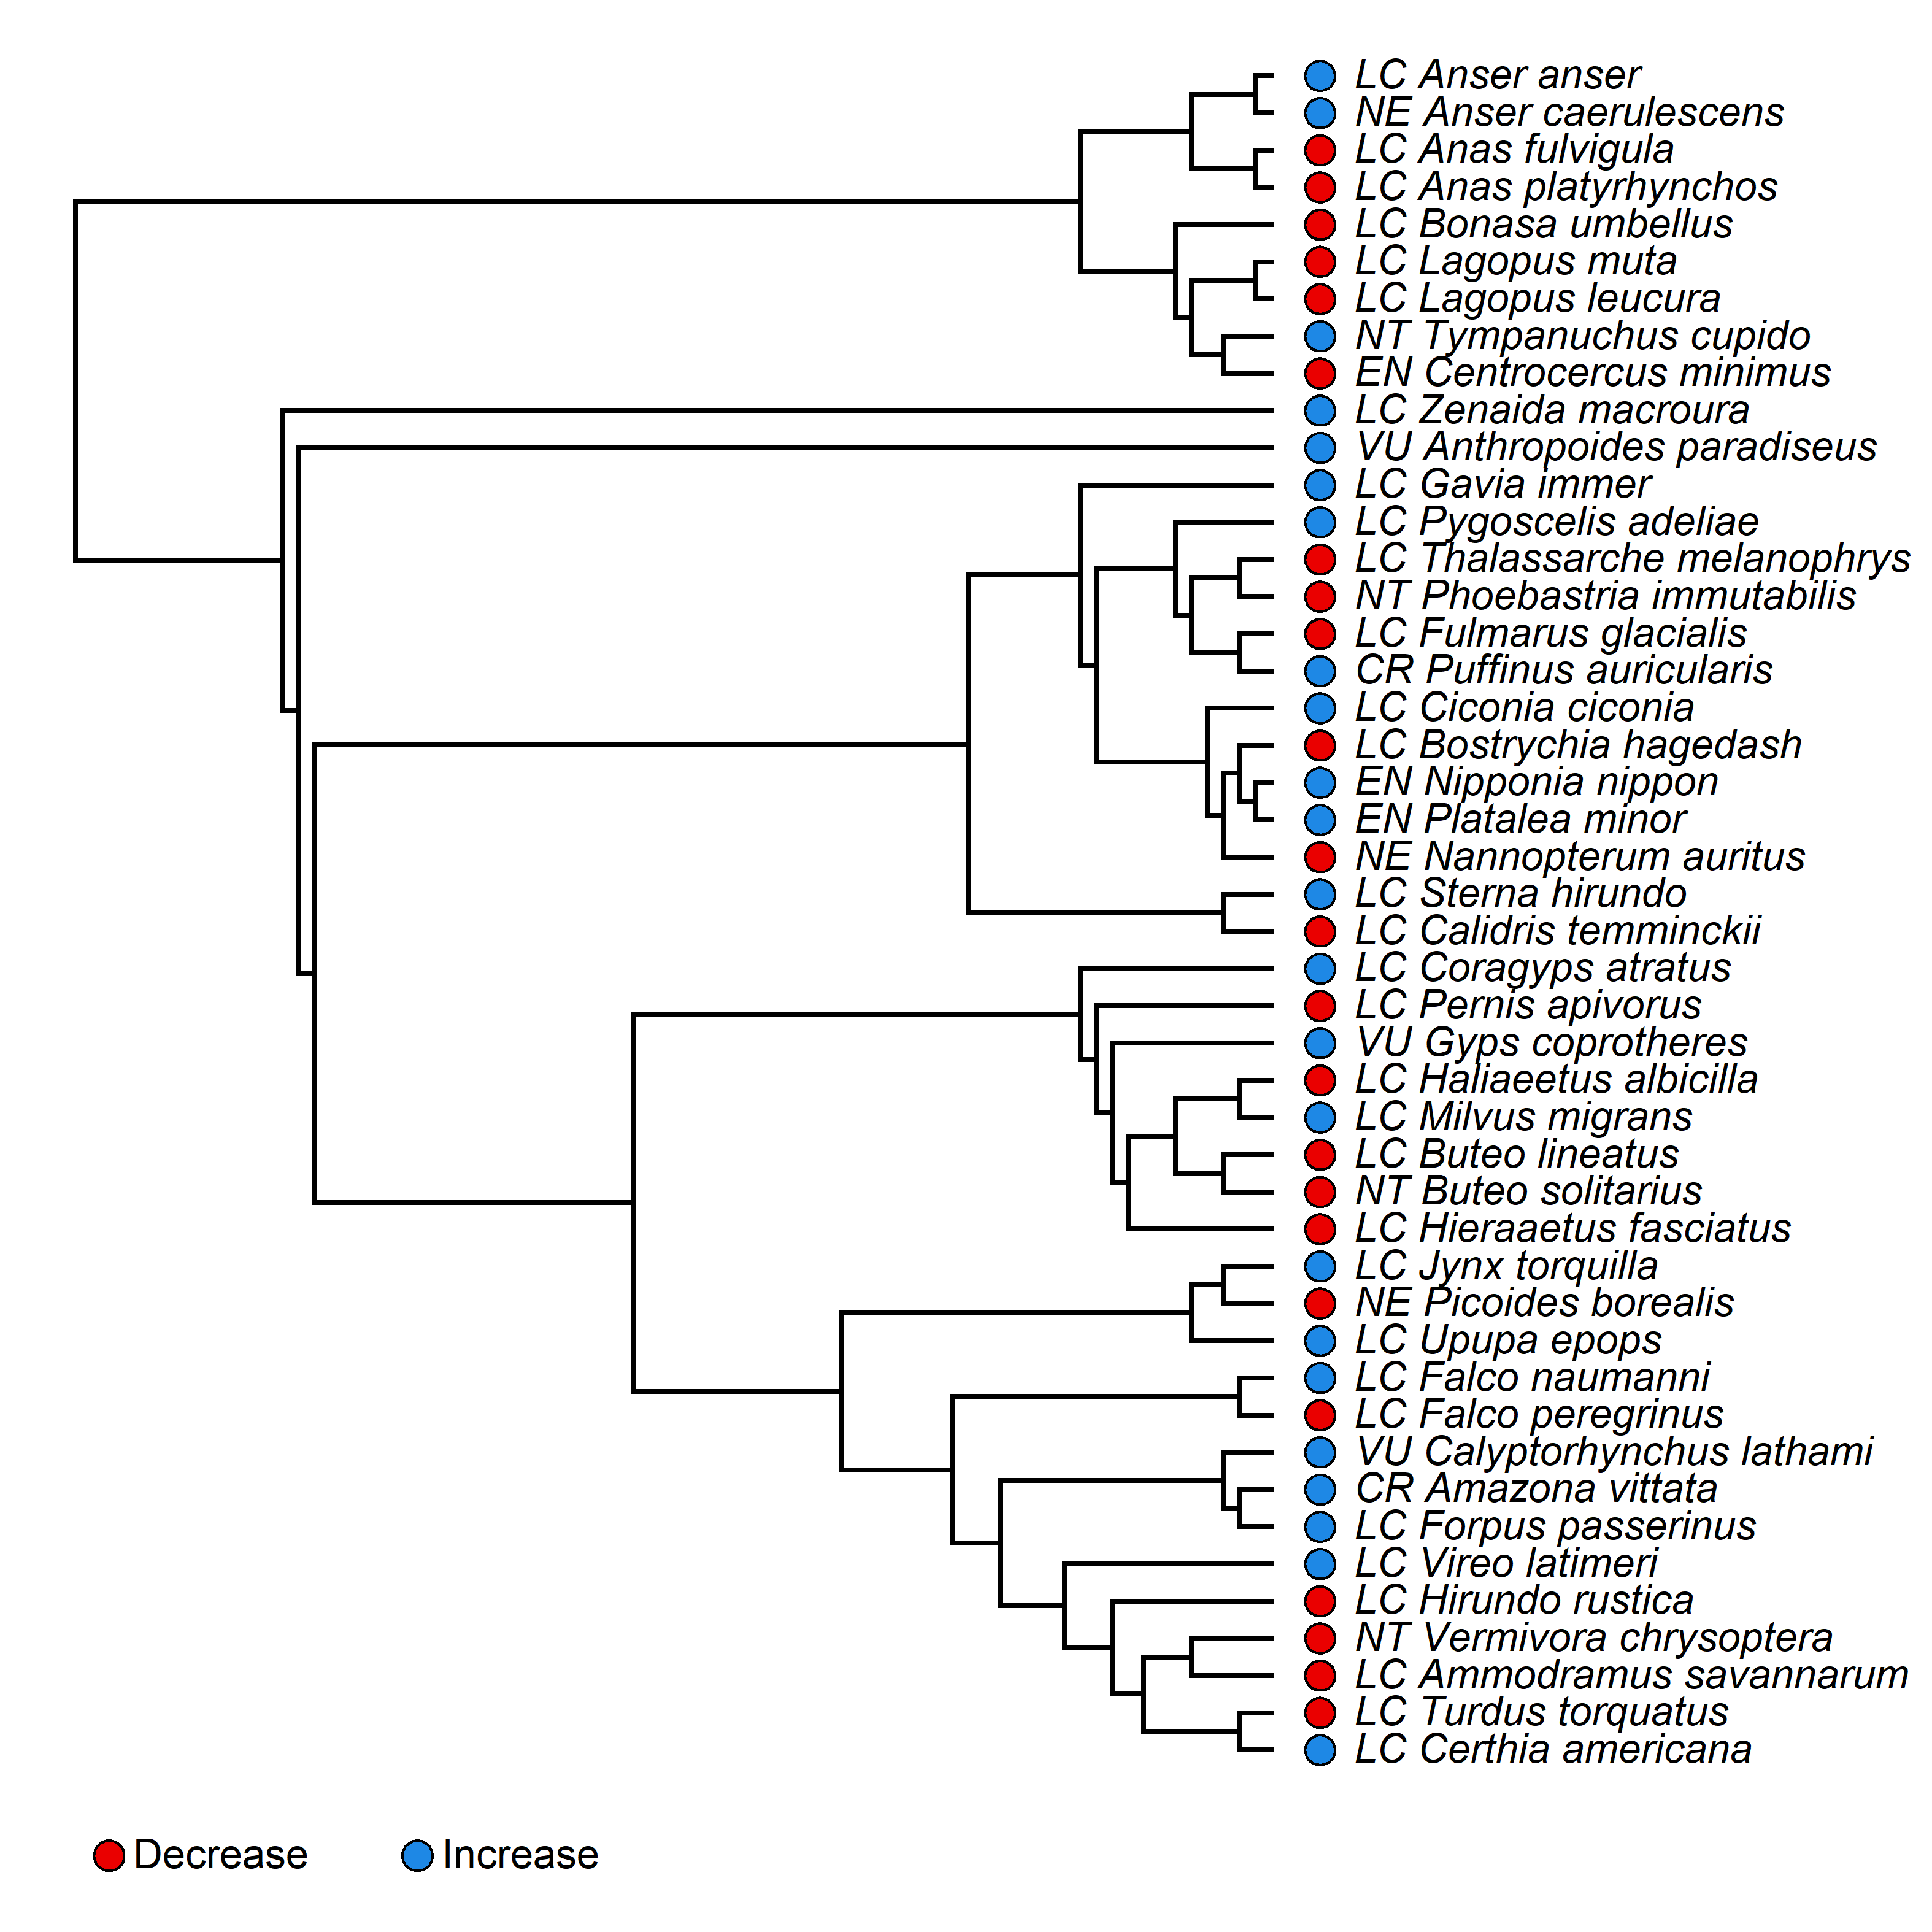 LC Anser anser
NE Anser caerulescens
LC Anas fulvigula
LC Anas platyrhynchos
LC Bonasa umbellus
LC Lagopus muta
LC Lagopus leucura
NT Tympanuchus cupido
EN Centrocercus minimus
LC Zenaida macroura
VU Anthropoides paradiseus
LC Gavia immer
LC Pygoscelis adeliae
LC Thalassarche melanophrys
NT Phoebastria immutabilis
LC Fulmarus glacialis
CR Puffinus auricularis
LC Ciconia ciconia
LC Bostrychia hagedash
EN Nipponia nippon
EN Platalea minor
NE Nannopterum auritus
LC Sterna hirundo
LC Calidris temminckii
LC Coragyps atratus
LC Pernis apivorus
VU Gyps coprotheres
LC Haliaeetus albicilla
LC Milvus migrans
LC Buteo lineatus
NT Buteo solitarius
LC Hieraaetus fasciatus
LC Jynx torquilla
NE Picoides borealis
LC Upupa epops
LC Falco naumanni
LC Falco peregrinus
VU Calyptorhynchus lathami
CR Amazona vittata
LC Forpus passerinus
LC Vireo latimeri
LC Hirundo rustica
NT Vermivora chrysoptera
LC Ammodramus savannarum
LC Turdus torquatus
LC Certhia americana
Decrease Increase